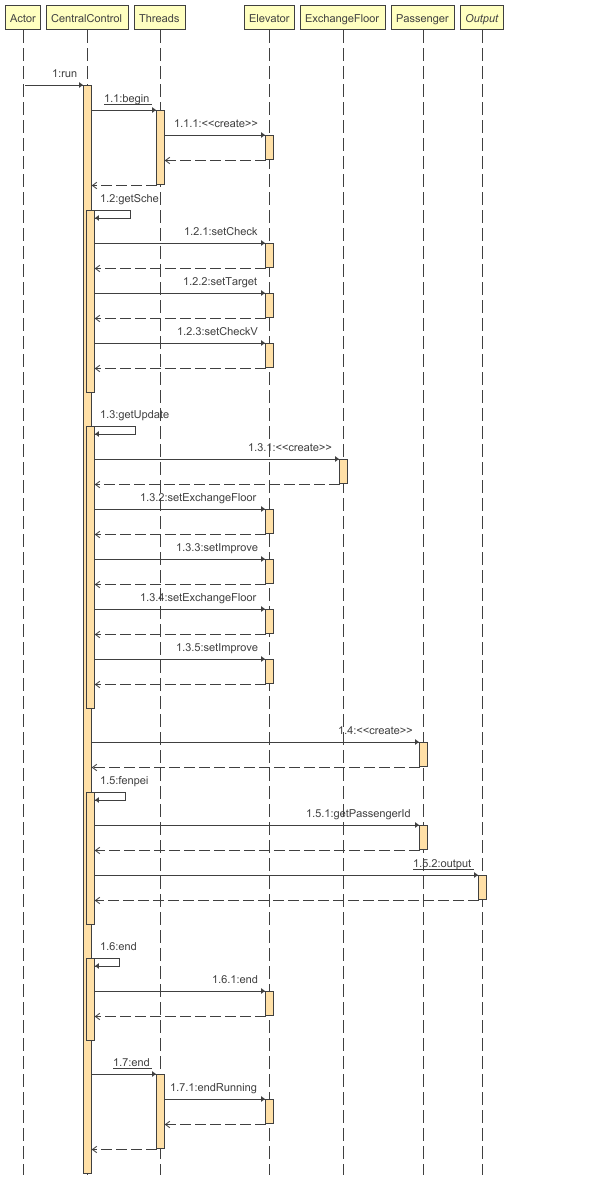 Actor CentralControl Threads Elevator ExchangeFloor Passenger Output
1:run
1.1:begin
1.1.1:<<create>>
1.2:getSche
1.2.1:setCheck
1.2.2:setTarget
1.2.3:setCheckV
1.3:getUpdate
1.3.1:<<create>>
1.3.2:setExchangeFloor
1.3.3:setImprove
1.3.4:setExchangeFloor
1.3.5:setImprove
1.4:<<create>>
1.5:fenpei
1.5.1:getPassengerId
1.5.2:output
1.6:end
1.6.1:end
1.7:end
1.7.1:endRunning